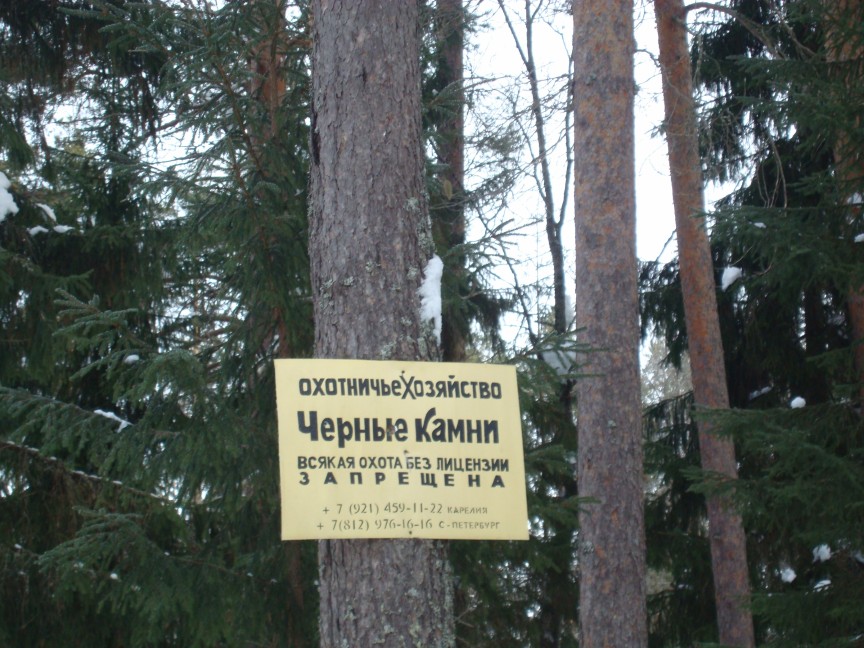 охотничье Хозяйство
Черные Камни
ВСЯКАЯ ОХОТА БЕЗ ЛИЦЕНЗИИ
ЗАПРЕЩЕНА
+ 7 (921) 459-11-22 КАРЕЛИЯ
+ 7(812) 976-16-16 С-ПЕТЕРБУРГ